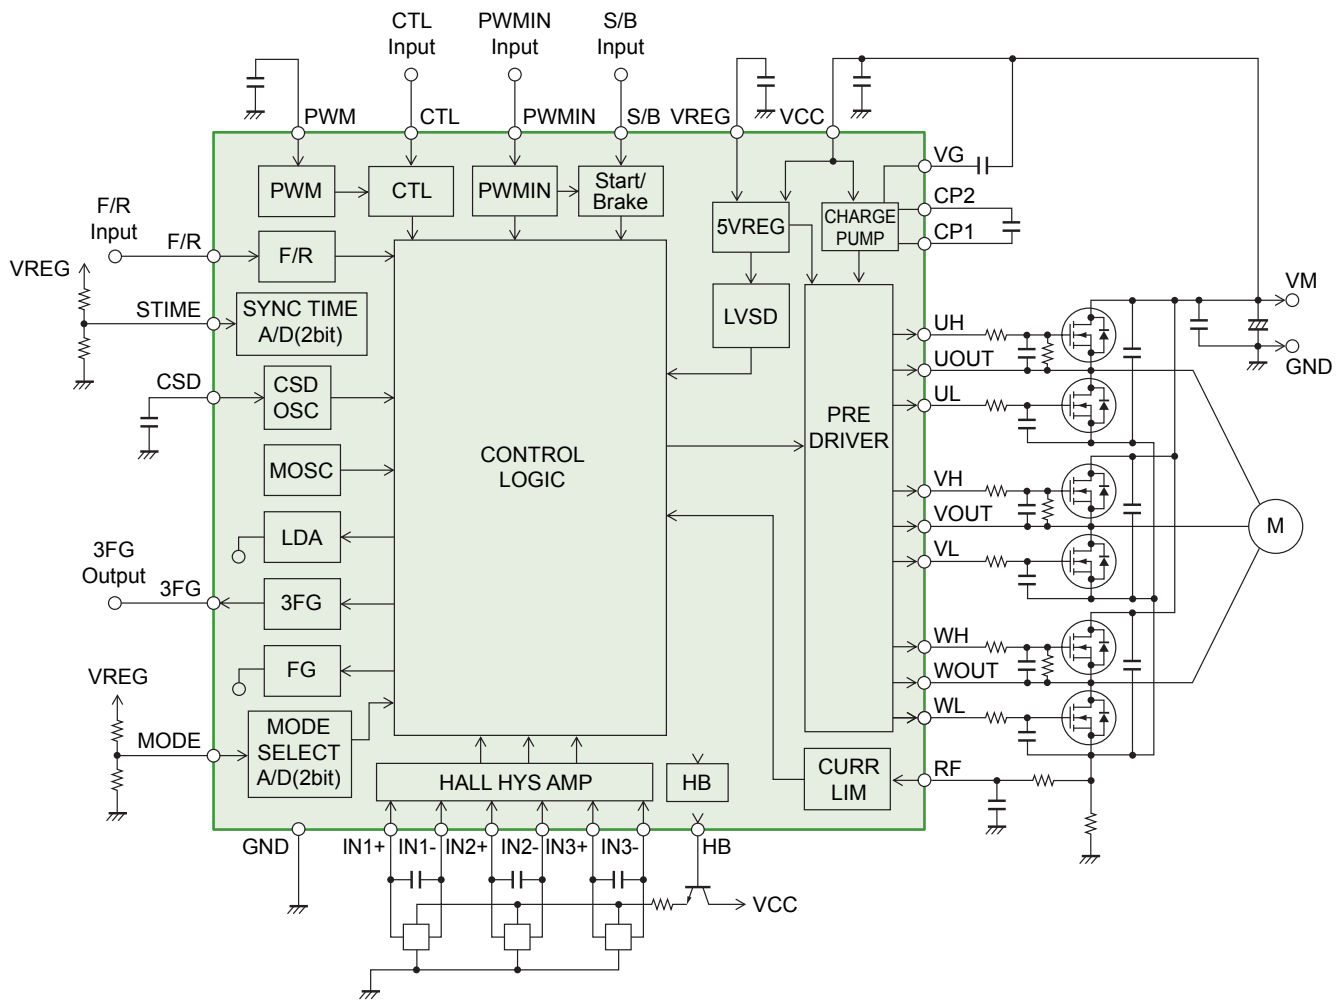 CTL
Input
PWMIN
Input
S/B
Input
PWM
CTL
PWMIN
S/B
VREG
VCC
VG
CP2
CP1
PWM
CTL
PWMIN
Start/
Brake
5VREG
CHARGE
PUMP
F/R
Input
F/R
F/R
VREG
STIME
SYNC TIME
A/D(2bit)
LVSD
VM
GND
UH
UOUT
UL
CSD
CSD
OSC
PRE
DRIVER
CONTROL
LOGIC
MOSC
VH
VOUT
VL
M
LDA
3FG
Output
3FG
3FG
WH
WOUT
WL
FG
VREG
MODE
MODE
SELECT
A/D(2bit)
HALL HYS AMP
HB
CURR
LIM
RF
GND
IN1+
IN1-
IN2+
IN2-
IN3+
IN3-
HB
VCC